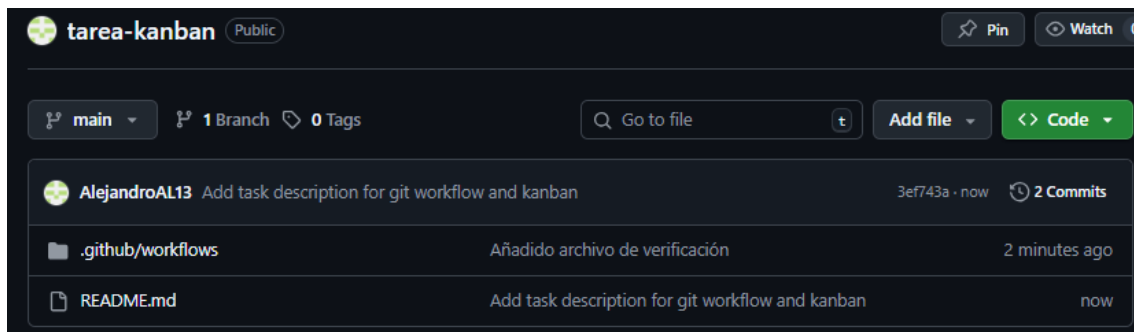 tarea-kanban Public Pin Watch
main 1 Branch 0 Tags Go to file t Add file <> Code
AlejandroAL13 Add task description for git workflow and kanban 3ef743a · now 2 Commits
.github/workflows Añadido archivo de verificación 2 minutes ago
README.md Add task description for git workflow and kanban now